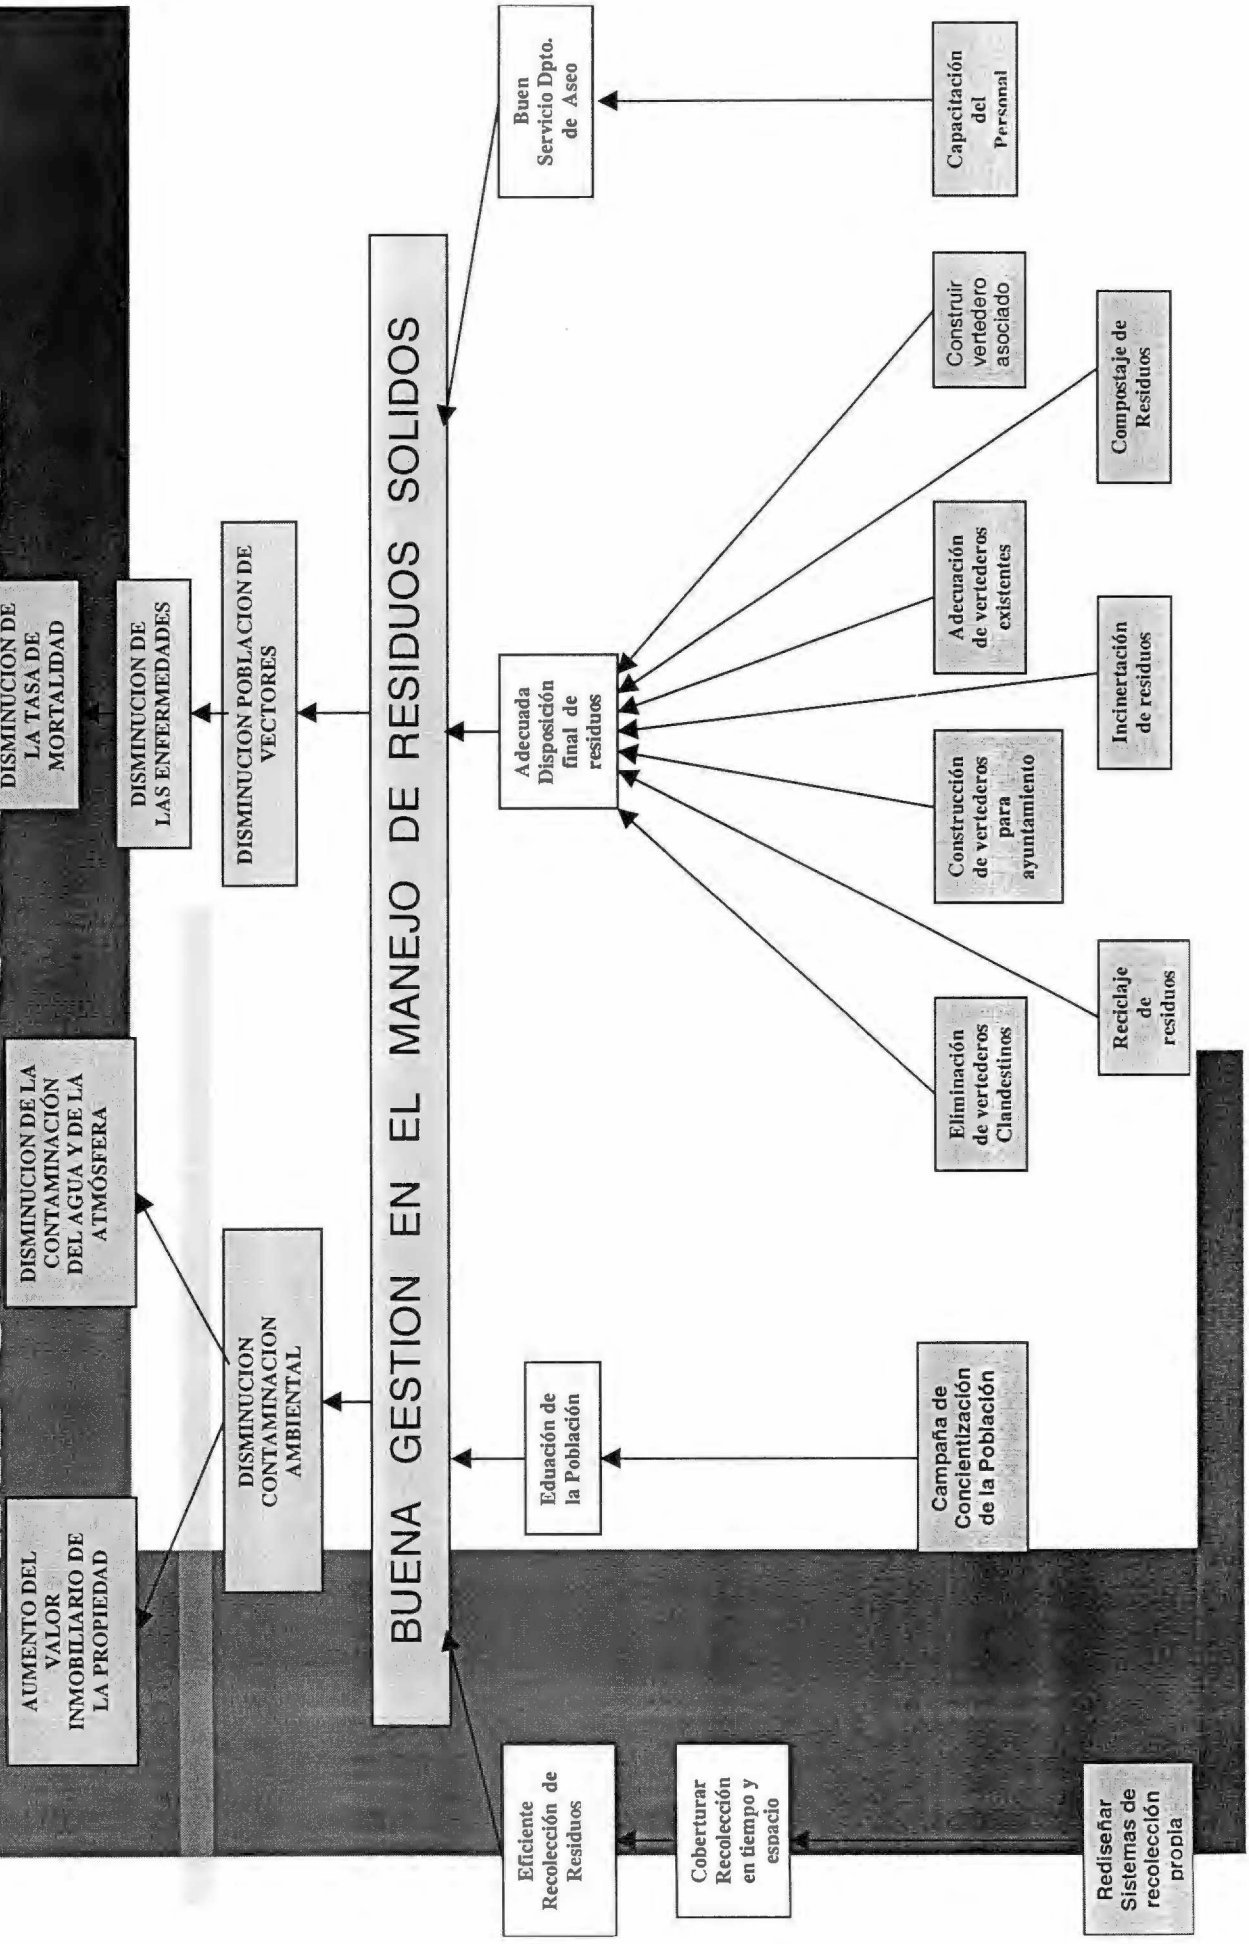 AUMENTO DEL
VALOR
INMOBILIARIO DE
LA PROPIEDAD
DISMINUCION DE LA
CONTAMINACIÓN
DEL AGUA Y DE LA
ATMÓSFERA
DISMINUCION DE
LA TASA DE
MORTALIDAD
DISMINUCION DE
LAS ENFERMEDADES
DISMINUCION
CONTAMINACION
AMBIENTAL
DISMINUCION POBLACION DE
VECTORES
BUENA GESTION EN EL MANEJO DE RESIDUOS SOLIDOS
Eficiente
Recolección de
Residuos
Eduación de
la Población
Adecuada
Disposición
final de
residuos
Buen
Servicio Dpto.
de Aseo
Coberturar
Recolección
en tiempo y
espacio
Campaña de
Concientización
de la Población
Eliminación
de vertederos
Clandestinos
Construcción
de vertederos
para
ayuntamiento
Adecuación
de vertederos
existentes
Construir
vertedero
asociado
Capacitación
del
Personal
Rediseñar
Sistemas de
recolección
propia
Reciclaje
de
residuos
Incinertación
de residuos
Compostaje de
Residuos